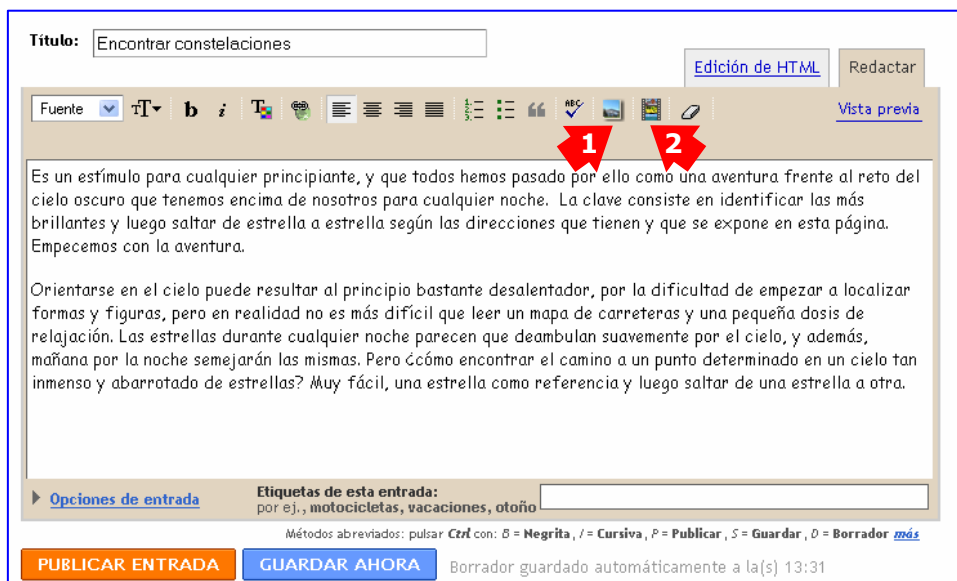 Título: Encontrar constelaciones
Edición de HTML Redactar
Fuente TT b i T ABC Vista previa
1 2
Es un estímulo para cualquier principiante, y que todos hemos pasado por ello como una aventura frente al reto del
cielo oscuro que tenemos encima de nosotros para cualquier noche. La clave consiste en identificar las más
brillantes y luego saltar de estrella a estrella según las direcciones que tienen y que se expone en esta página.
Empecemos con la aventura.
Orientarse en el cielo puede resultar al principio bastante desalentador, por la dificultad de empezar a localizar
formas y figuras, pero en realidad no es más difícil que leer un mapa de carreteras y una pequeña dosis de
relajación. Las estrellas durante cualquier noche parecen que deambulan suavemente por el cielo, y además,
mañana por la noche semejarán las mismas. Pero ¿cómo encontrar el camino a un punto determinado en un cielo tan
inmenso y abarrotado de estrellas? Muy fácil, una estrella como referencia y luego saltar de una estrella a otra.
Opciones de entrada Etiquetas de esta entrada:
por ej., motocicletas, vacaciones, otoño
Métodos abreviados: pulsar Ctrl con: B = Negrita, I = Cursiva, P = Publicar, S = Guardar, D = Borrador más
PUBLICAR ENTRADA GUARDAR AHORA Borrador guardado automáticamente a la(s) 13:31